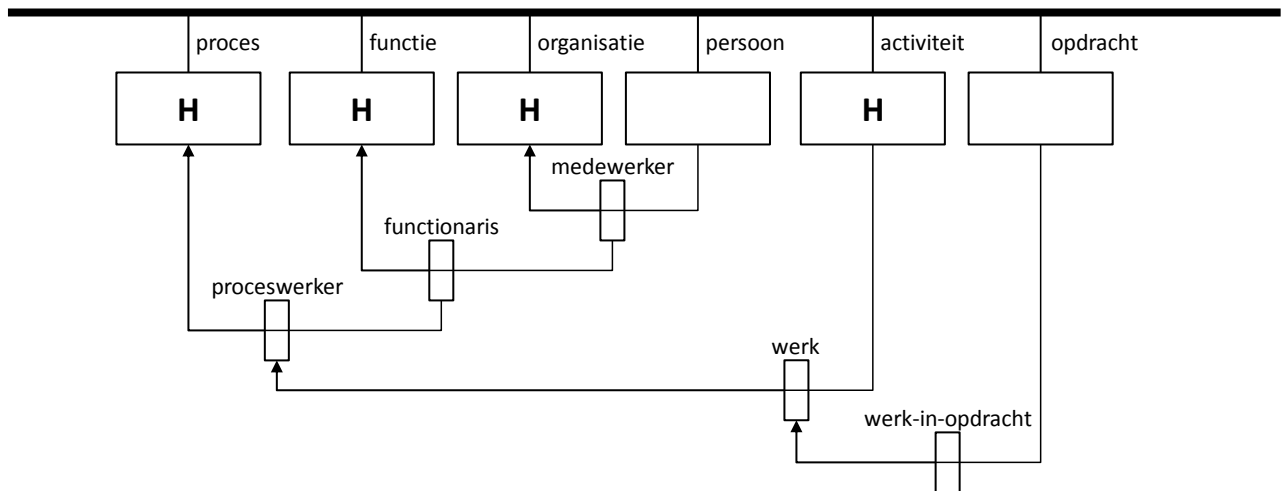 proces functie organisatie persoon activiteit opdracht
H H H H
medewerker
functionaris
proceswerker
werk
werk-in-opdracht